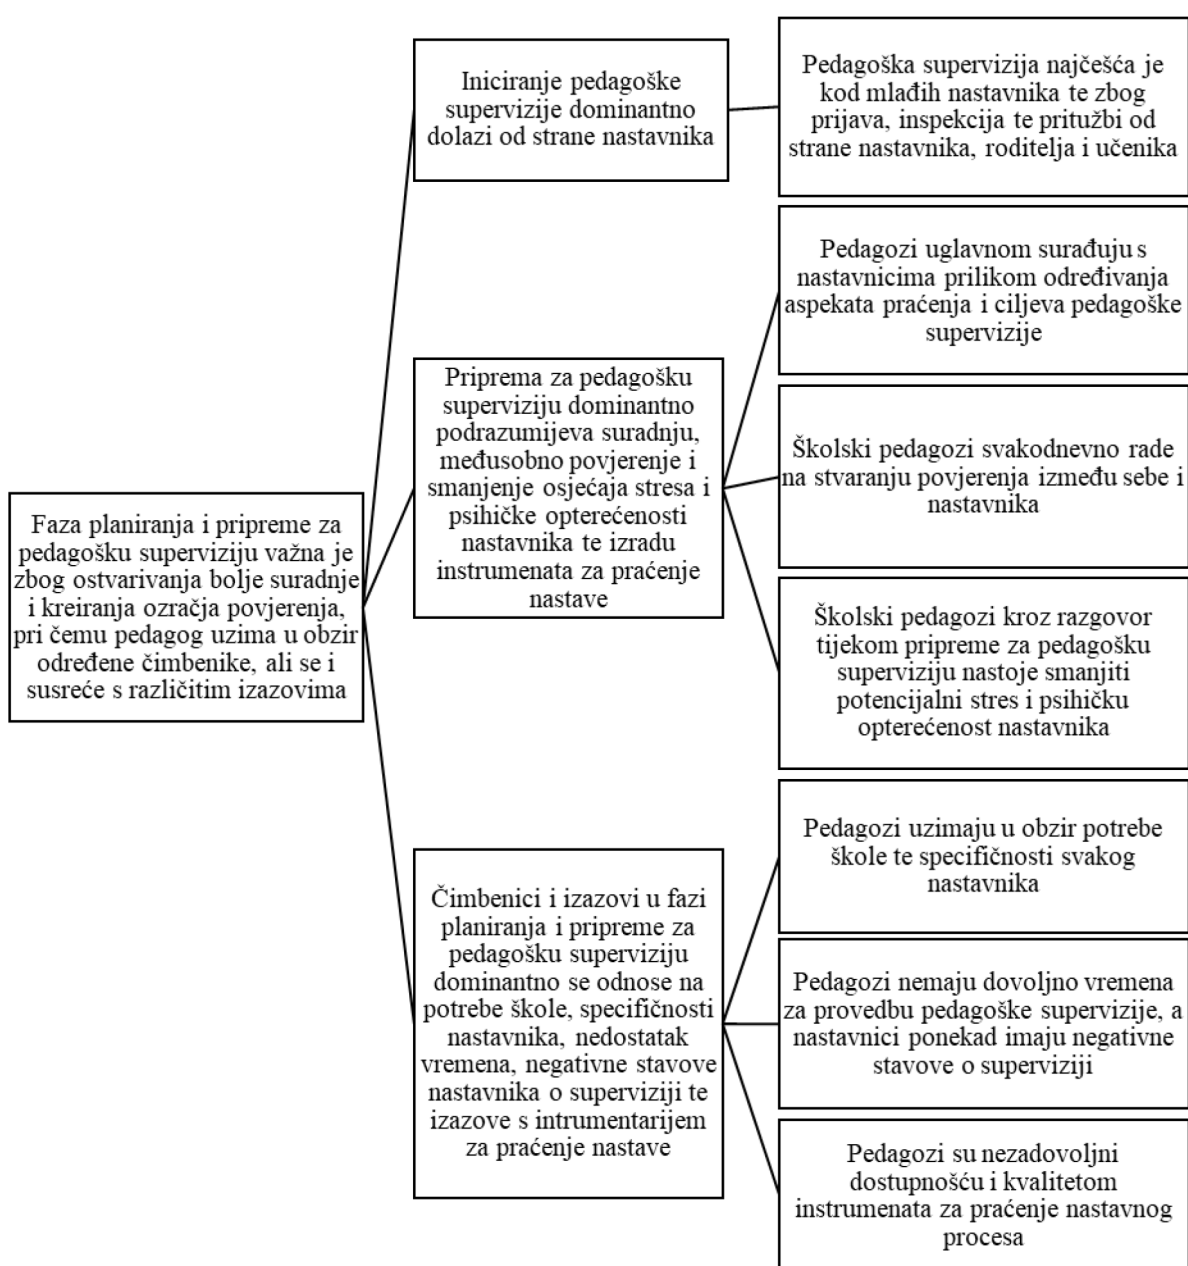 Iniciranje pedagoške
supervizije dominantno
dolazi od strane nastavnika
Pedagoška supervizija najčešća je
kod mlađih nastavnika te zbog
prijava, inspekcija te pritužbi od
strane nastavnika, roditelja i učenika
Pedagozi uglavnom surađuju s
nastavnicima prilikom određivanja
aspekata praćenja i ciljeva pedagoške
supervizije
Priprema za pedagošku
superviziju dominantno
podrazumijeva suradnju,
međusobno povjerenje i
smanjenje osjećaja stresa i
psihičke opterećenosti
nastavnika te izradu
instrumenata za praćenje
nastave
Školski pedagozi svakodnevno rade
na stvaranju povjerenja između sebe i
nastavnika
Faza planiranja i pripreme za
pedagošku superviziju važna je
zbog ostvarivanja bolje suradnje
i kreiranja ozračja povjerenja,
pri čemu pedagog uzima u obzir
određene čimbenike, ali se i
susreće s različitim izazovima
Školski pedagozi kroz razgovor
tijekom pripreme za pedagošku
superviziju nastoje smanjiti
potencijalni stres i psihičku
opterećenost nastavnika
Pedagozi uzimaju u obzir potrebe
škole te specifičnosti svakog
nastavnika
Čimbenici i izazovi u fazi
planiranja i pripreme za
pedagošku superviziju
dominantno se odnose na
potrebe škole, specifičnosti
nastavnika, nedostatak
vremena, negativne stavove
nastavnika o superviziji te
izazove s intrumentarijem
za praćenje nastave
Pedagozi nemaju dovoljno vremena
za provedbu pedagoške supervizije, a
nastavnici ponekad imaju negativne
stavove o superviziji
Pedagozi su nezadovoljni
dostupnošću i kvalitetom
instrumenata za praćenje nastavnog
procesa